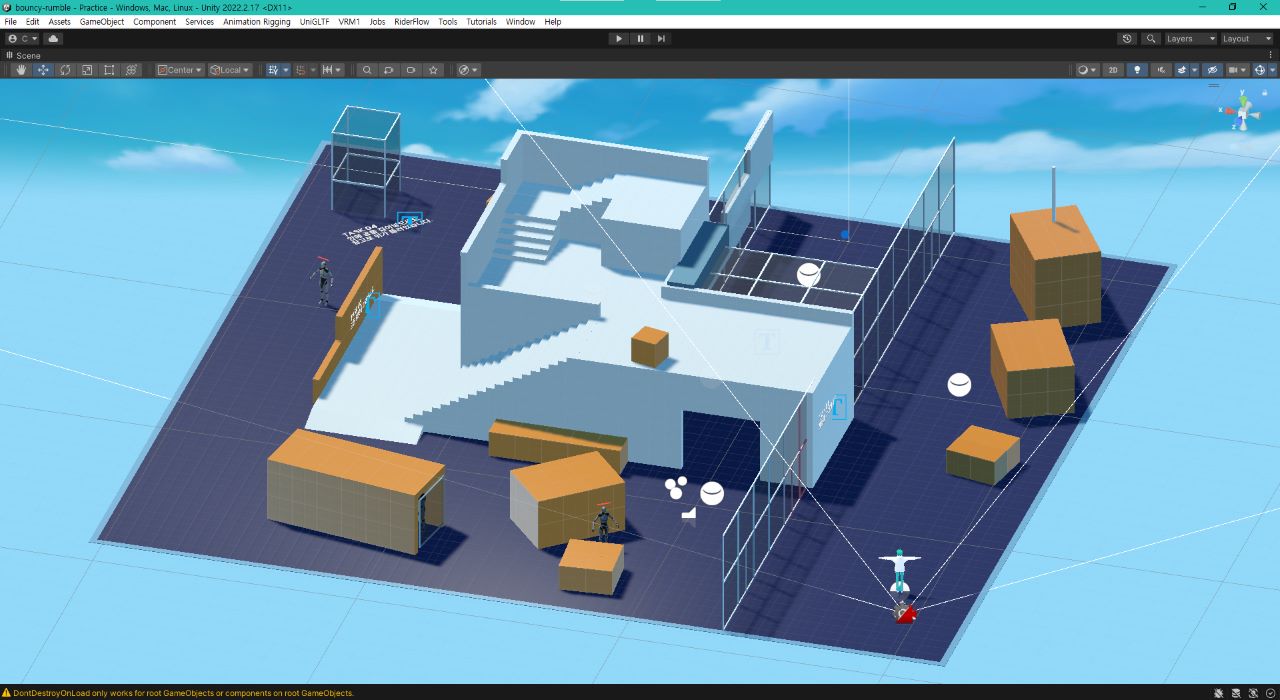 bouncy-rumble - Practice - Windows, Mac, Linux - Unity 2022.2.17 <DX11>
File Edit Assets GameObject Component Services Animation Rigging UniGLTF VRM1 Jobs RiderFlow Tools Tutorials Window Help
C Layers Layout
Scene
Center Local 2D
y
x
z
TASK 04
DontDestroyOnLoad only works for root GameObjects or components on root GameObjects.